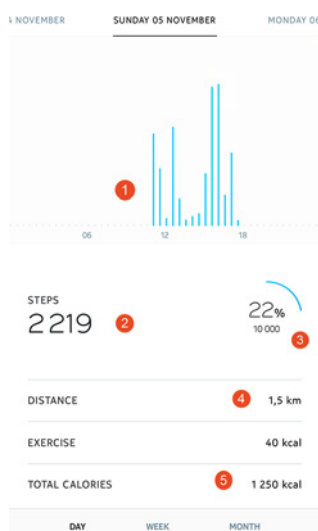 NOVEMBER SUNDAY 05 NOVEMBER MONDAY
1
06 12 18
STEPS
2 219 2
22%
10 000
3
DISTANCE 4 1,5 km
EXERCISE 40 kcal
TOTAL CALORIES 5 1 250 kcal
DAY WEEK MONTH